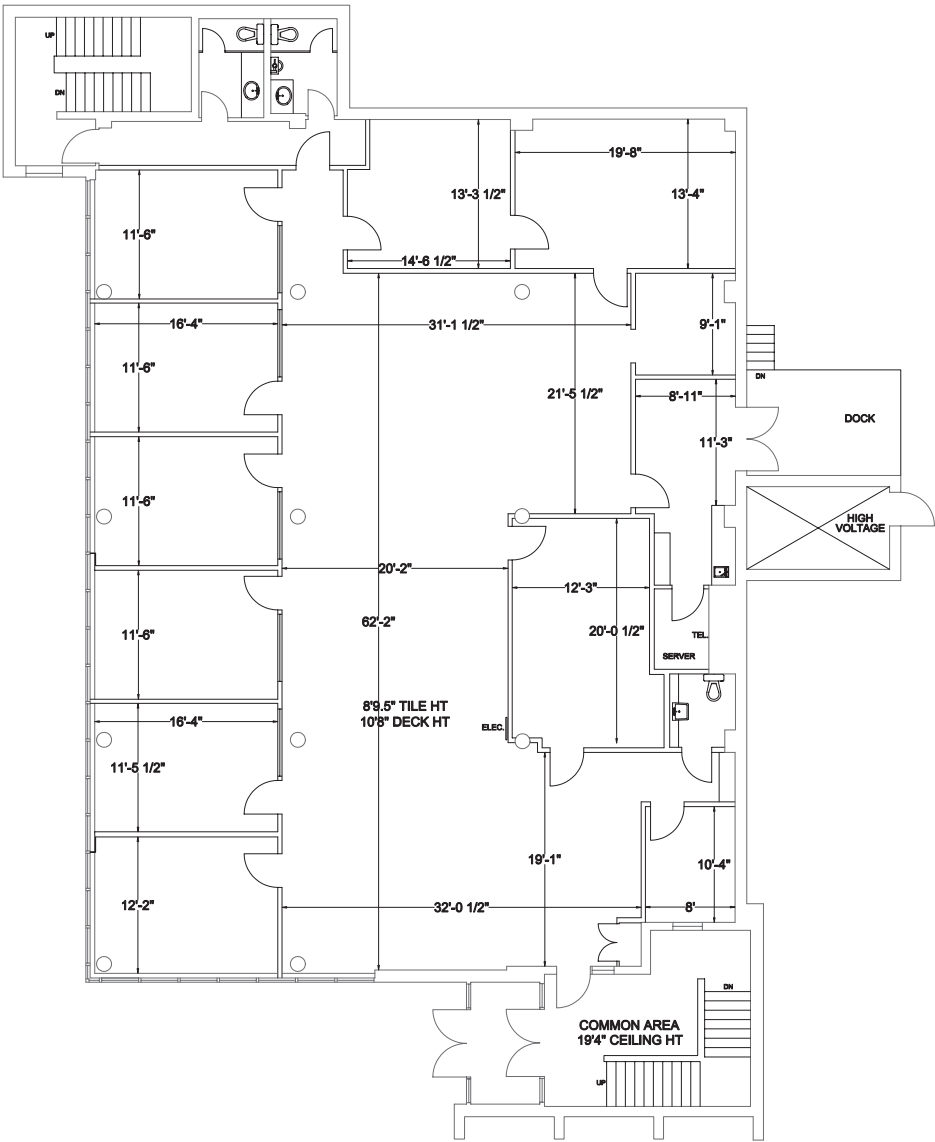 UP
DN
19'-8"
13'-3 1/2"
13'-4"
11'-6"
14'-6 1/2"
16'-4"
31'-1 1/2"
9'-1"
11'-6"
DN
21'-5 1/2"
8'-11"
DOCK
11'-3"
11'-6"
HIGH
VOLTAGE
20'-2"
12'-3"
62'-2"
11'-6"
20'-0 1/2"
TEL.
SERVER
8'9.5" TILE HT
10'8" DECK HT
16'-4"
ELEC.
11'-5 1/2"
19'-1"
10'-4"
12'-2"
32'-0 1/2"
8'
DN
COMMON AREA
19'4" CEILING HT
UP